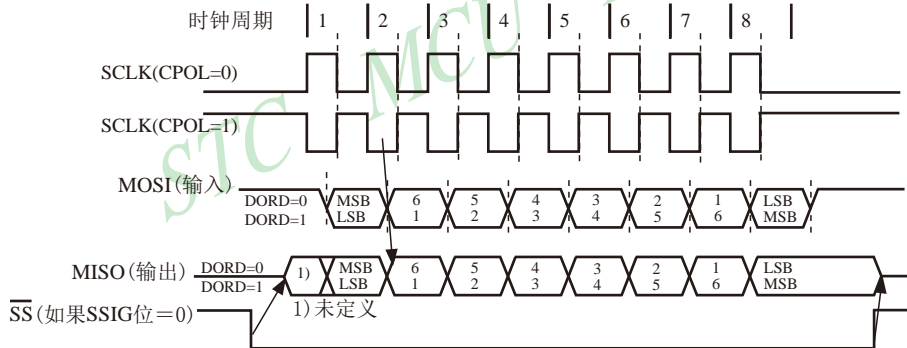 时钟周期 1 2 3 4 5 6 7 8
SCLK(CPOL=0)
SCLK(CPOL=1)
STC MCU
MOSI(输入)
DORD=0 MSB 6 5 4 3 2 1 LSB
DORD=1 LSB 1 2 3 4 5 6 MSB
MISO(输出)
DORD=0 1) MSB 6 5 4 3 2 1 LSB
DORD=1 LSB 1 2 3 4 5 6 MSB
1)未定义
SS(如果SSIG位=0)